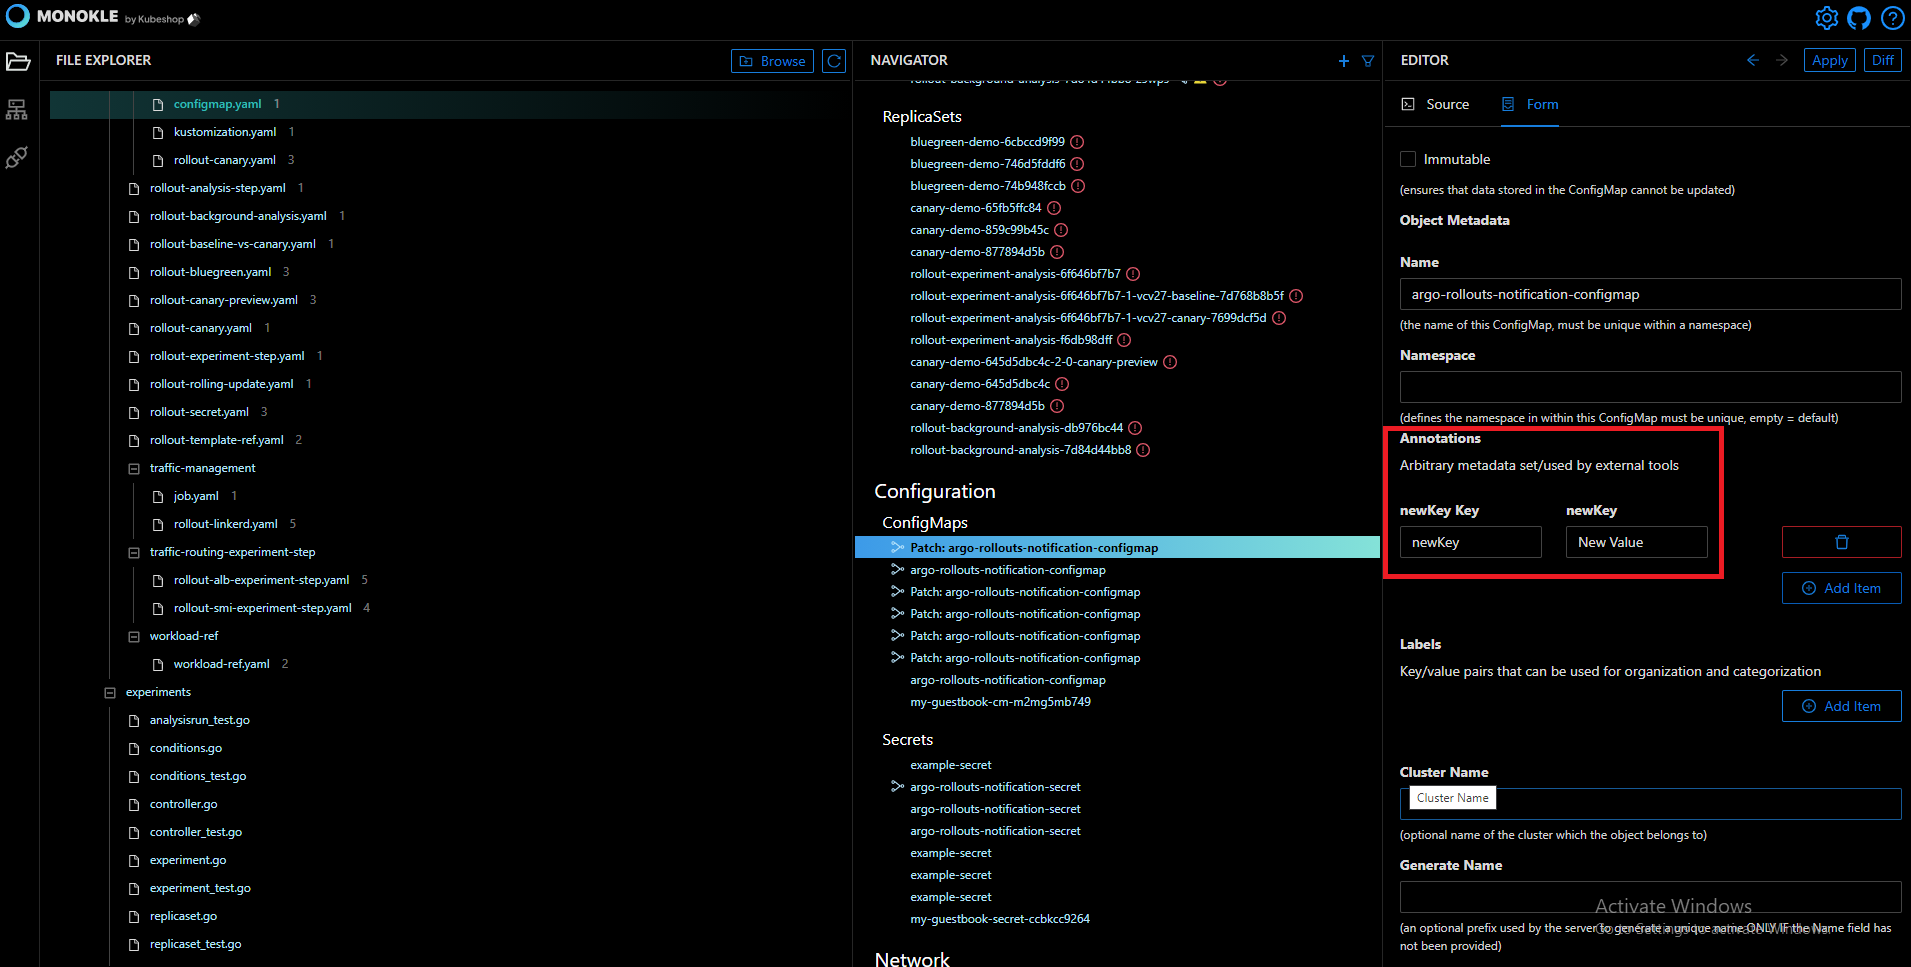 MONOKLE by Kubeshop
FILE EXPLORER
Browse
configmap.yaml 1
kustomization.yaml 1
rollout-canary.yaml 3
rollout-analysis-step.yaml 1
rollout-background-analysis.yaml 1
rollout-baseline-vs-canary.yaml 1
rollout-bluegreen.yaml 3
rollout-canary-preview.yaml 3
rollout-canary.yaml 1
rollout-experiment-step.yaml 1
rollout-rolling-update.yaml 1
rollout-secret.yaml 3
rollout-template-ref.yaml 2
traffic-management
job.yaml 1
rollout-linkerd.yaml 5
traffic-routing-experiment-step
rollout-alb-experiment-step.yaml 5
rollout-smi-experiment-step.yaml 4
workload-ref
workload-ref.yaml 2
experiments
analysisrun_test.go
conditions.go
conditions_test.go
controller.go
controller_test.go
experiment.go
experiment_test.go
replicaset.go
replicaset_test.go
NAVIGATOR
ReplicaSets
bluegreen-demo-6cbccd9f99
bluegreen-demo-746d5fddf6
bluegreen-demo-74b948fccb
canary-demo-65fb5ffc84
canary-demo-859c99b45c
canary-demo-877894d5b
rollout-experiment-analysis-6f646bf7b7
rollout-experiment-analysis-6f646bf7b7-1-vcv27-baseline-7d768b8b5f
rollout-experiment-analysis-6f646bf7b7-1-vcv27-canary-7699dcf5d
rollout-experiment-analysis-f6db98dff
canary-demo-645d5dbc4c-2-0-canary-preview
canary-demo-645d5dbc4c
canary-demo-877894d5b
rollout-background-analysis-db976bc44
rollout-background-analysis-7d84d44bb8
Configuration
ConfigMaps
Patch: argo-rollouts-notification-configmap
argo-rollouts-notification-configmap
Patch: argo-rollouts-notification-configmap
Patch: argo-rollouts-notification-configmap
Patch: argo-rollouts-notification-configmap
Patch: argo-rollouts-notification-configmap
argo-rollouts-notification-configmap
my-guestbook-cm-m2mg5mb749
Secrets
example-secret
argo-rollouts-notification-secret
argo-rollouts-notification-secret
argo-rollouts-notification-secret
example-secret
example-secret
example-secret
my-guestbook-secret-ccbkcc9264
Network
EDITOR
Apply
Diff
Source
Form
Immutable
(ensures that data stored in the ConfigMap cannot be updated)
Object Metadata
Name
argo-rollouts-notification-configmap
(the name of this ConfigMap, must be unique within a namespace)
Namespace
(defines the namespace in within this ConfigMap must be unique, empty = default)
Annotations
Arbitrary metadata set/used by external tools
newKey Key newKey
newKey New Value
Add Item
Labels
Key/value pairs that can be used for organization and categorization
Add Item
Cluster Name
Cluster Name
(optional name of the cluster which the object belongs to)
Generate Name
Activate Windows
Go to Settings to activate Windows.
(an optional prefix used by the server to generate a unique name ONLY IF the Name field has
not been provided)